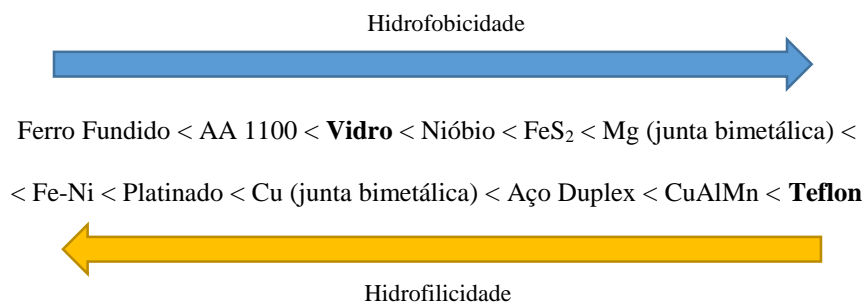 Hidrofobicidade
Ferro Fundido < AA 1100 < Vidro < Nióbio < FeS₂ < Mg (junta bimetálica) <
< Fe-Ni < Platinado < Cu (junta bimetálica) < Aço Duplex < CuAlMn < Teflon
Hidrofilicidade